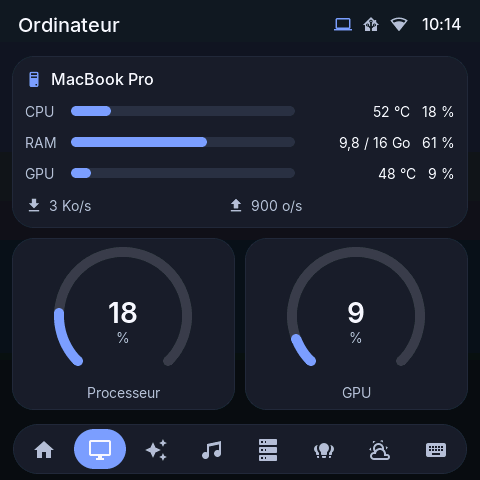 Ordinateur 10:14
MacBook Pro
CPU 52 °C 18 %
RAM 9,8 / 16 Go 61 %
GPU 48 °C 9 %
3 Ko/s 900 o/s
18 9
% %
Processeur GPU